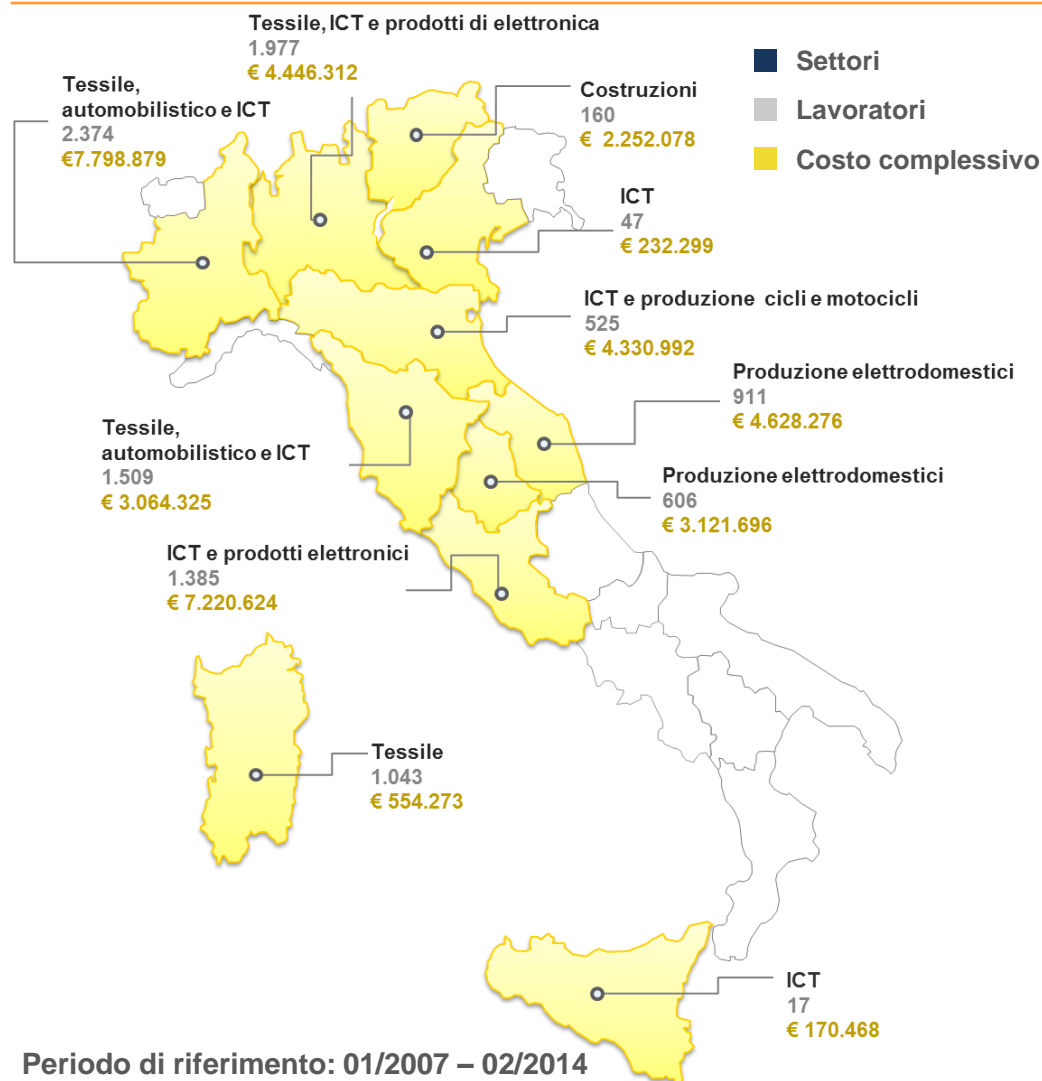 Tessile, ICT e prodotti di elettronica
1.977
€ 4.446.312
Settori
Lavoratori
Costo complessivo
Tessile,
automobilistico e ICT
2.374
€7.798.879
Costruzioni
160
€ 2.252.078
ICT
47
€ 232.299
ICT e produzione cicli e motocicli
525
€ 4.330.992
Produzione elettrodomestici
911
€ 4.628.276
Tessile,
automobilistico e ICT
1.509
€ 3.064.325
Produzione elettrodomestici
606
€ 3.121.696
ICT e prodotti elettronici
1.385
€ 7.220.624
Tessile
1.043
€ 554.273
ICT
17
€ 170.468
Periodo di riferimento: 01/2007 – 02/2014